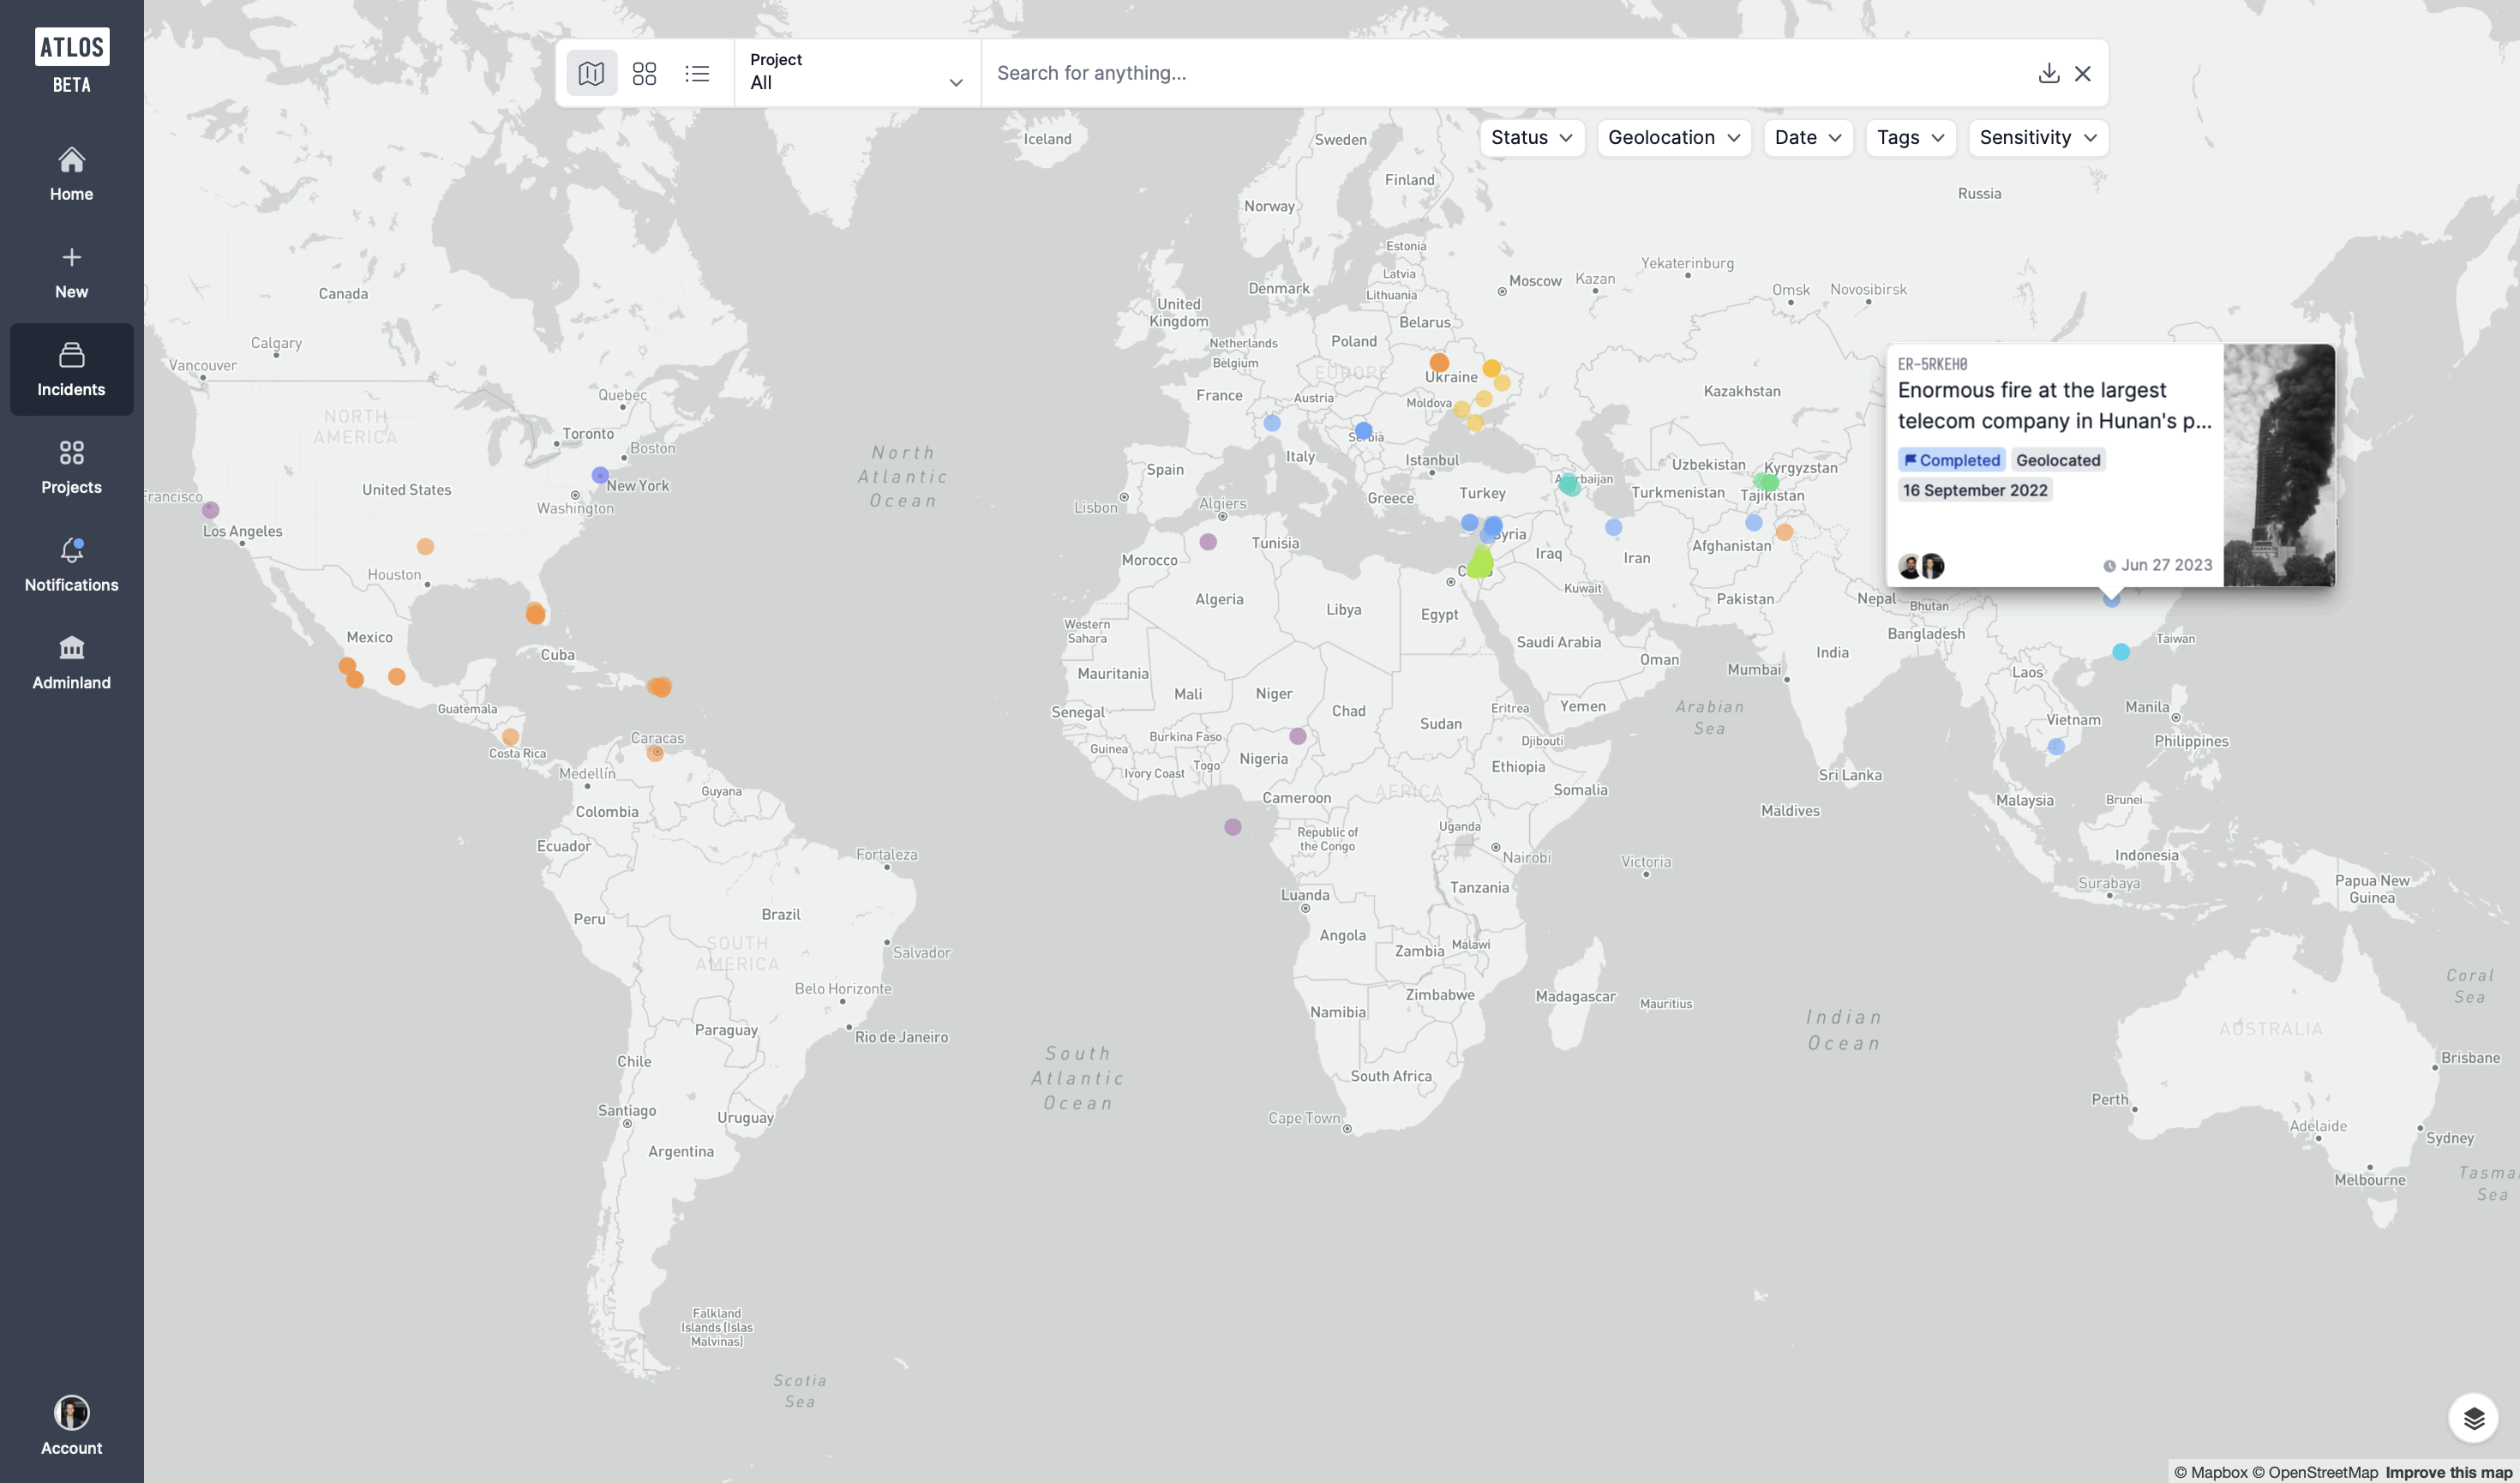 ATLOS
BETA
Home
New
Incidents
Projects
Notifications
Adminland
Account
Project
All
Search for anything...
Status
Geolocation
Date
Tags
Sensitivity
ER-5RKEH0
Enormous fire at the largest
telecom company in Hunan's p...
Completed
Geolocated
16 September 2022
Jun 27 2023
Iceland
Sweden
Finland
Norway
Russia
Estonia
Latvia
Lithuania
Denmark
Moscow
Kazan
Yekaterinburg
Omsk
Novosibirsk
United
Kingdom
Belarus
Netherlands
Poland
Belgium
EUROPE
Ukraine
France
Austria
Moldova
Kazakhstan
Serbia
Italy
Istanbul
Spain
Lisbon
Greece
Turkey
Azerbaijan
Uzbekistan
Kyrgyzstan
Turkmenistan
Tajikistan
Canada
Calgary
Vancouver
NORTH
AMERICA
Quebec
Toronto
Boston
New York
Washington
United States
Francisco
Los Angeles
Houston
Mexico
Cuba
Guatemala
Costa Rica
Caracas
Medellín
Guyana
Colombia
Ecuador
Fortaleza
Peru
Brazil
SOUTH
AMERICA
Salvador
Belo Horizonte
Paraguay
Rio de Janeiro
Chile
Santiago
Uruguay
Argentina
Falkland
Islands (Islas
Malvinas)
Scotia
Sea
North
Atlantic
Ocean
South
Atlantic
Ocean
Algiers
Morocco
Tunisia
Syria
Iraq
Iran
Afghanistan
Algeria
Libya
Egypt
Kuwait
Pakistan
Nepal
Bhutan
Bangladesh
Taiwan
Western
Sahara
Saudi Arabia
Oman
India
Mumbai
Laos
Mauritania
Mali
Niger
Chad
Sudan
Eritrea
Yemen
Arabian
Sea
Vietnam
Manila
Philippines
Senegal
Burkina Faso
Guinea
Ivory Coast
Togo
Nigeria
Djibouti
Ethiopia
Somalia
Sri Lanka
Maldives
Malaysia
Brunei
Cameroon
AFRICA
Republic of
the Congo
Uganda
Nairobi
Victoria
Indonesia
Surabaya
Papua New
Guinea
Luanda
Tanzania
Angola
Zambia
Malawi
Zimbabwe
Madagascar
Mauritius
Namibia
South Africa
Cape Town
Indian
Ocean
AUSTRALIA
Coral
Sea
Brisbane
Perth
Adelaide
Sydney
Melbourne
Tasma
Sea
© Mapbox © OpenStreetMap Improve this map